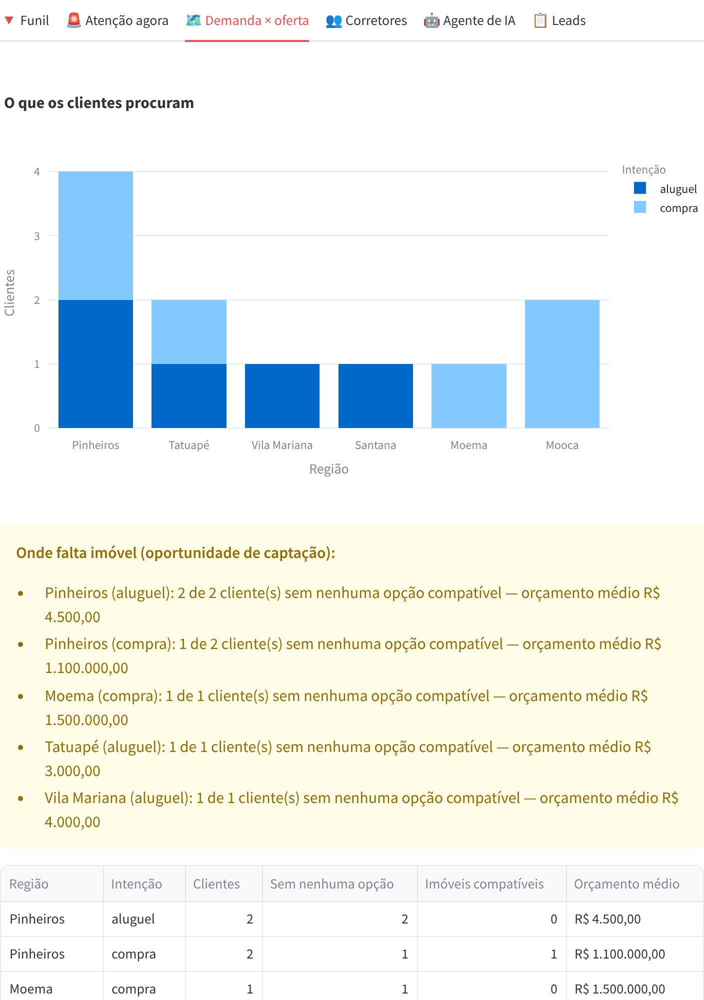 Funil Atenção agora Demanda × oferta Corretores Agente de IA Leads
O que os clientes procuram
Intenção
aluguel
compra
Clientes
4
3
2
1
0
Pinheiros Tatuapé Vila Mariana Santana Moema Mooca
Região
Onde falta imóvel (oportunidade de captação):
• Pinheiros (aluguel): 2 de 2 cliente(s) sem nenhuma opção compatível — orçamento médio R$
4.500,00
• Pinheiros (compra): 1 de 2 cliente(s) sem nenhuma opção compatível — orçamento médio R$
1.100.000,00
• Moema (compra): 1 de 1 cliente(s) sem nenhuma opção compatível — orçamento médio R$
1.500.000,00
• Tatuapé (aluguel): 1 de 1 cliente(s) sem nenhuma opção compatível — orçamento médio R$
3.000,00
• Vila Mariana (aluguel): 1 de 1 cliente(s) sem nenhuma opção compatível — orçamento médio R$
4.000,00
Região Intenção Clientes Sem nenhuma opção Imóveis compatíveis Orçamento médio
Pinheiros aluguel 2 2 0 R$ 4.500,00
Pinheiros compra 2 1 1 R$ 1.100.000,00
Moema compra 1 1 0 R$ 1.500.000,00